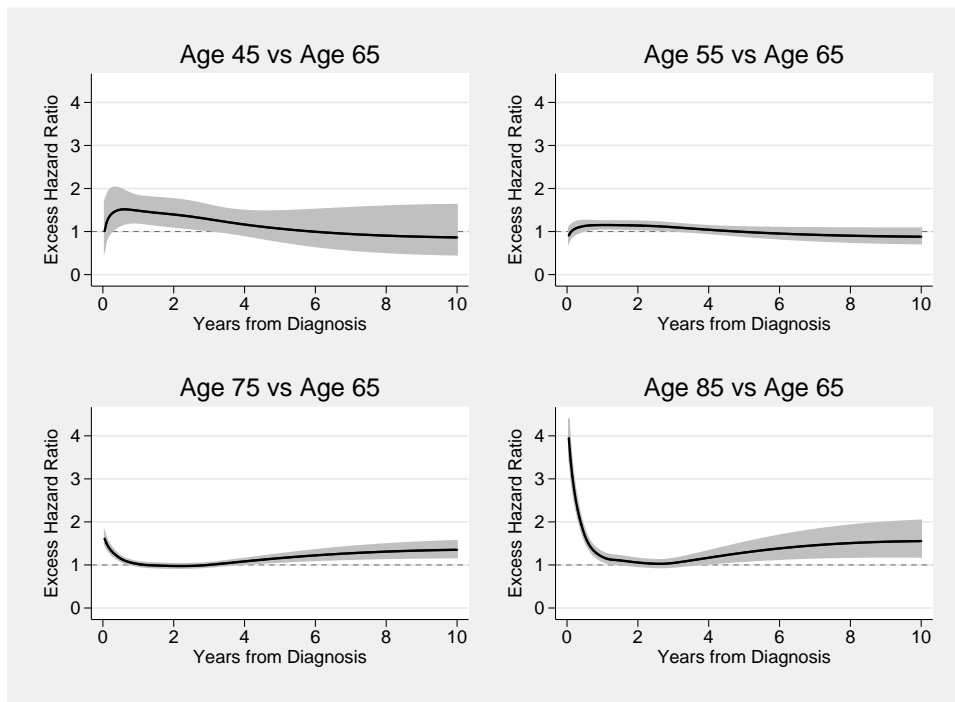 Age 45 vs Age 65
Excess Hazard Ratio
4
3
2
1
0
0 2 4 6 8 10
Years from Diagnosis
Age 55 vs Age 65
Excess Hazard Ratio
4
3
2
1
0
0 2 4 6 8 10
Years from Diagnosis
Age 75 vs Age 65
Excess Hazard Ratio
4
3
2
1
0
0 2 4 6 8 10
Years from Diagnosis
Age 85 vs Age 65
Excess Hazard Ratio
4
3
2
1
0
0 2 4 6 8 10
Years from Diagnosis